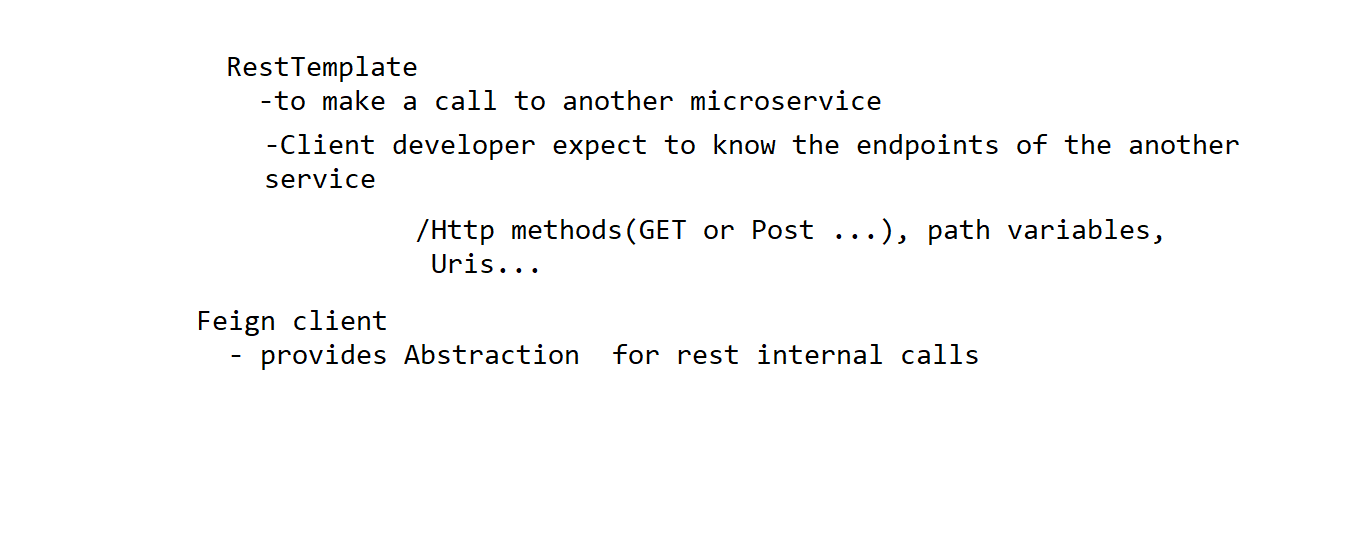 RestTemplate
-to make a call to another microservice
-Client developer expect to know the endpoints of the another
service
/Http methods(GET or Post ...), path variables,
Uris...
Feign client
- provides Abstraction  for rest internal calls